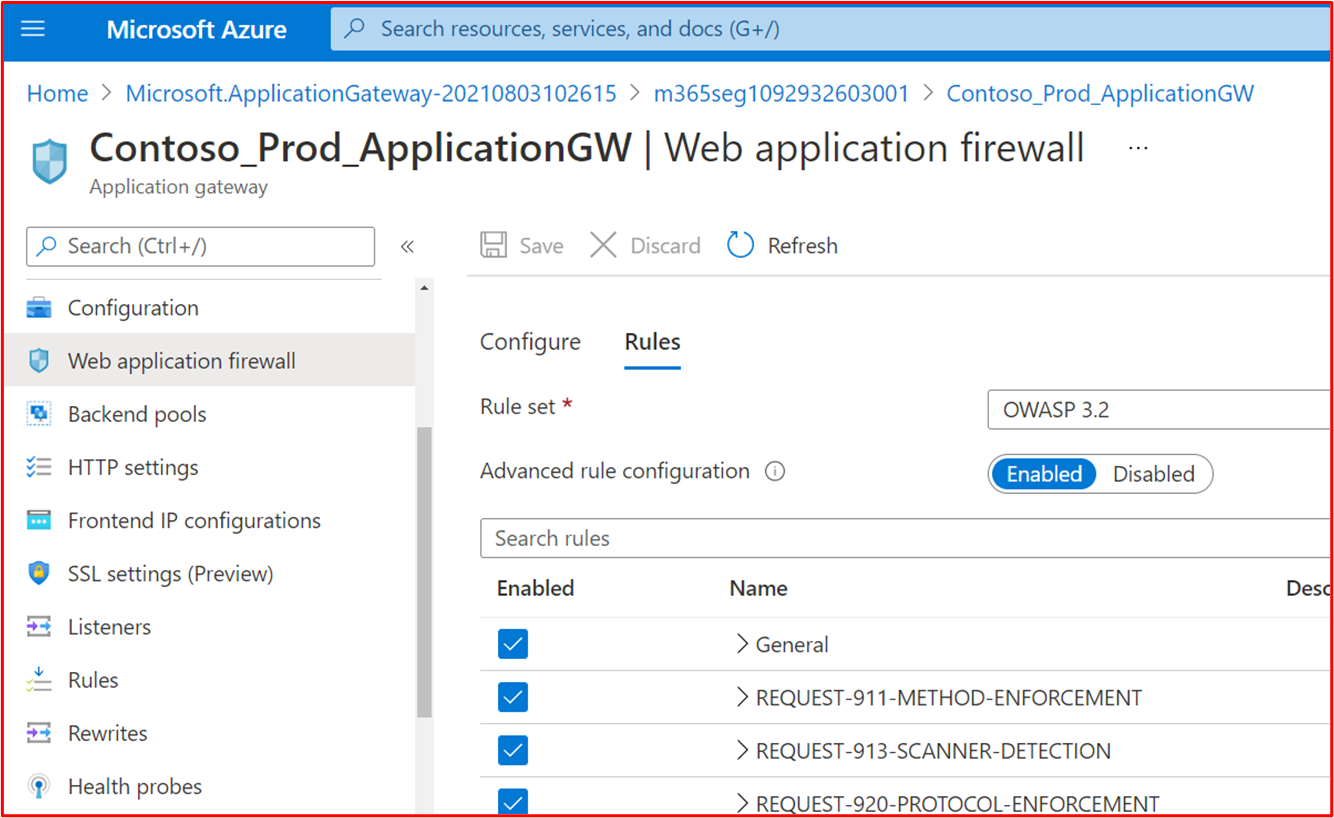 Microsoft Azure
Search resources, services, and docs (G+/)
Home > Microsoft.ApplicationGateway-20210803102615 > m365seg1092932603001 > Contoso_Prod_ApplicationGW
Contoso_Prod_ApplicationGW | Web application firewall ...
Application gateway
Search (Ctrl+/)
«
Save
Discard
Refresh
Configuration
Web application firewall
Backend pools
HTTP settings
Frontend IP configurations
SSL settings (Preview)
Listeners
Rules
Rewrites
Health probes
Configure
Rules
Rule set *
OWASP 3.2
Advanced rule configuration
Enabled
Disabled
Search rules
Enabled
Name
Desc
> General
> REQUEST-911-METHOD-ENFORCEMENT
> REQUEST-913-SCANNER-DETECTION
> REQUEST-920-PROTOCOL-ENFORCEMENT